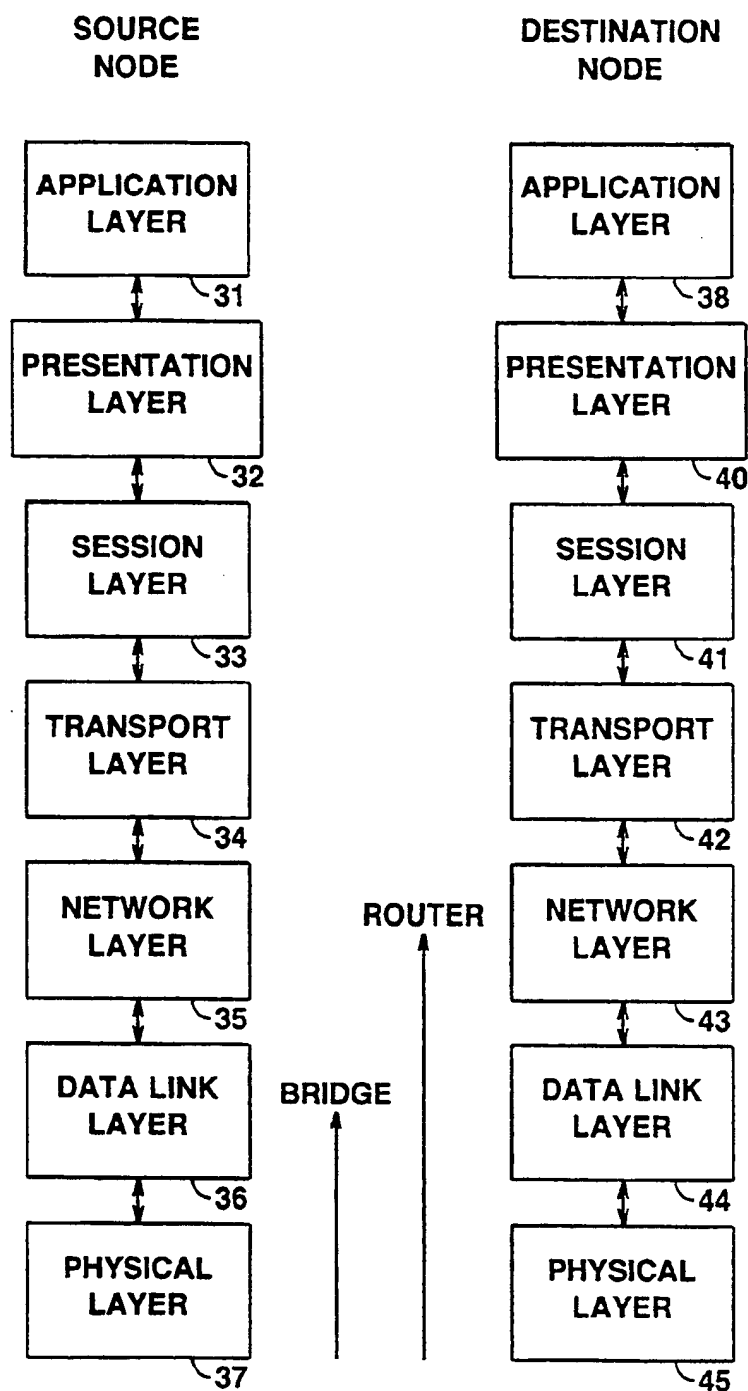 SOURCE
NODE
APPLICATION
LAYER
31
PRESENTATION
LAYER
32
SESSION
LAYER
33
TRANSPORT
LAYER
34
NETWORK
LAYER
35
DATA LINK
LAYER
36
PHYSICAL
LAYER
37
BRIDGE
ROUTER
DESTINATION
NODE
APPLICATION
LAYER
38
PRESENTATION
LAYER
40
SESSION
LAYER
41
TRANSPORT
LAYER
42
NETWORK
LAYER
43
DATA LINK
LAYER
44
PHYSICAL
LAYER
45